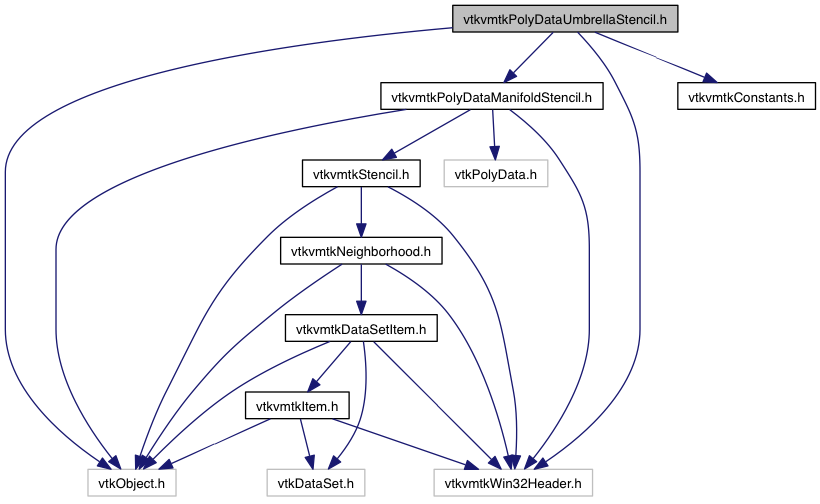 vtkvmtkPolyDataUmbrellaStencil.h
vtkvmtkPolyDataManifoldStencil.h
vtkvmtkConstants.h
vtkvmtkStencil.h
vtkPolyData.h
vtkvmtkNeighborhood.h
vtkvmtkDataSetItem.h
vtkvmtkItem.h
vtkObject.h
vtkDataSet.h
vtkvmtkWin32Header.h